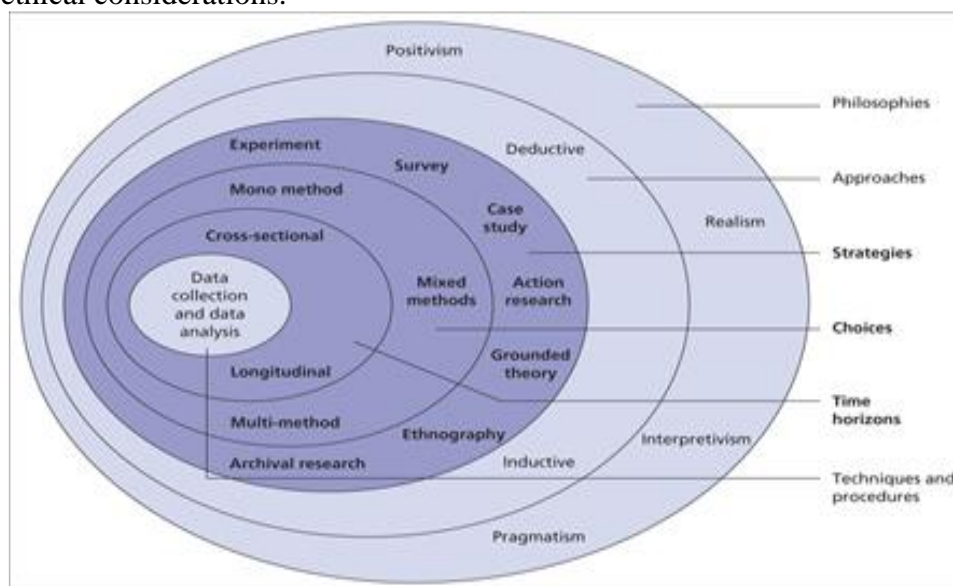 ethical considerations.
Positivism
Philosophies
Experiment
Deductive
Survey
Approaches
Mono method
Case
study
Realism
Cross-sectional
Strategies
Data
collection
and data
analysis
Mixed
methods
Action
research
Choices
Grounded
theory
Longitudinal
Time
horizons
Multi-method
Ethnography
Interpretivism
Archival research
Inductive
Techniques and
procedures
Pragmatism